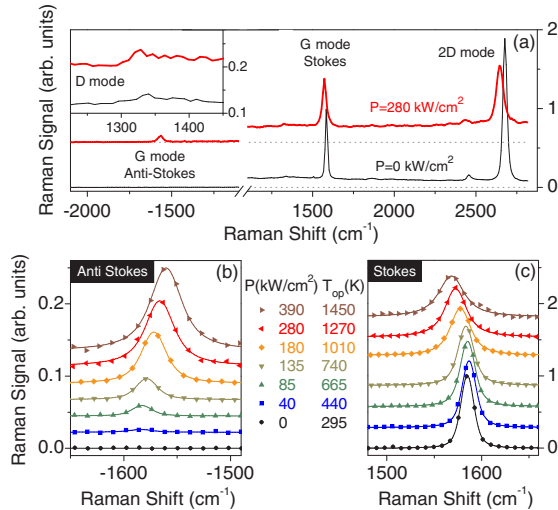 (a)
G mode
Stokes
2D mode
D mode
P=280 kW/cm²
P=0 kW/cm²
G mode
Anti-Stokes
0.2
0.1
1300 1400
2
1
0
-2000 -1600 1500 2000 2500
Raman Signal (arb. units)
Raman Shift (cm⁻¹)
Anti Stokes
(b)
P(kW/cm²) T_op(K)
390 1450
280 1270
180 1010
135 740
85 665
40 440
0 295
Stokes
(c)
0.2
0.1
0.0
-1600 -1500
Raman Signal (arb. units)
Raman Shift (cm⁻¹)
2
1
0
1500 1600
Raman Shift (cm⁻¹)